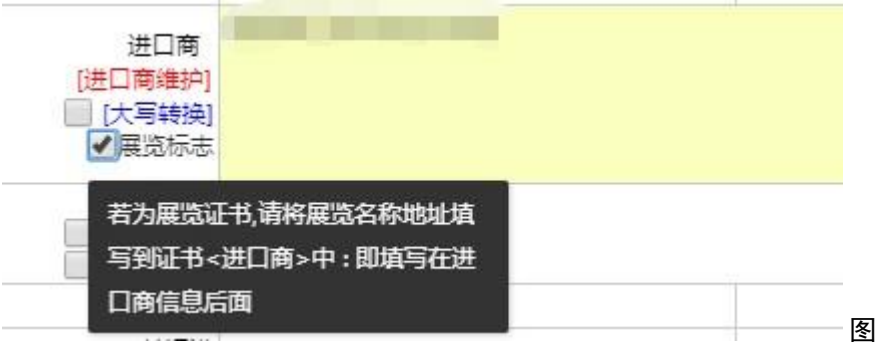 进口商
[进口商维护]
[大写转换]
展览标志
若为展览证书,请将展览名称地址填
写到证书<进口商>中：即填写在进
口商信息后面
图